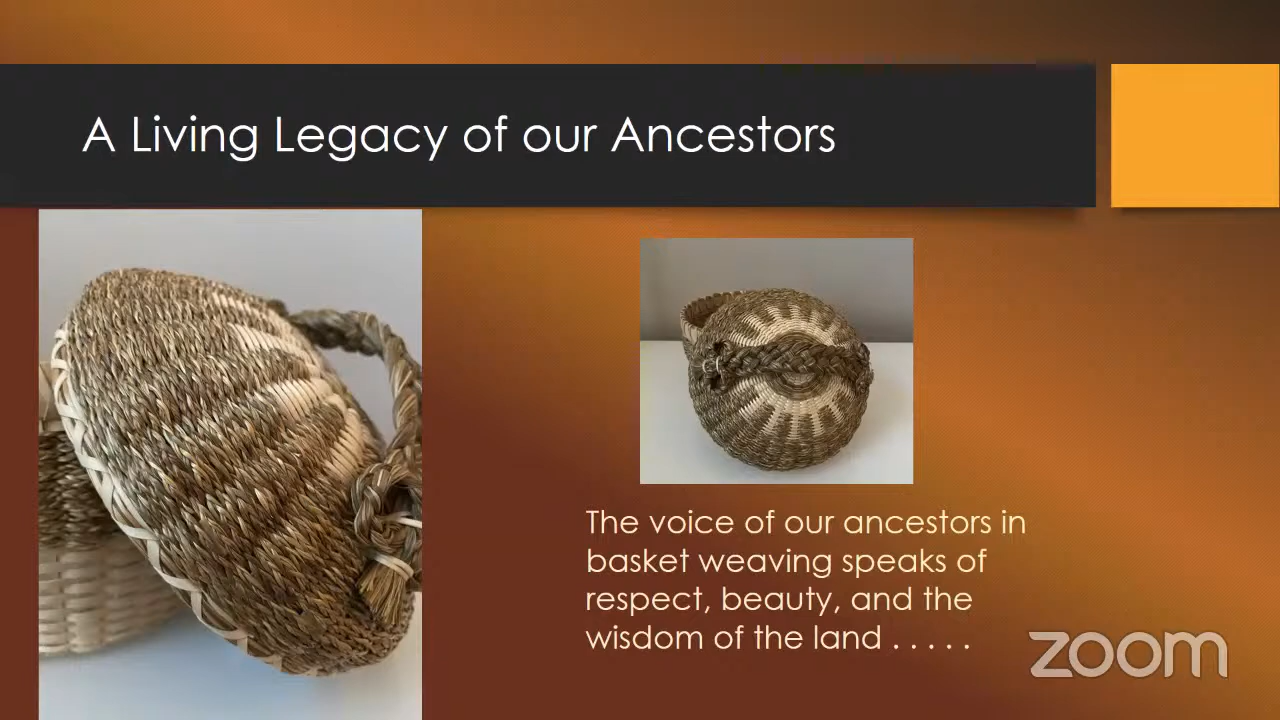 A Living Legacy of our Ancestors
The voice of our ancestors in
basket weaving speaks of
respect, beauty, and the
wisdom of the land . . . . .
zoom